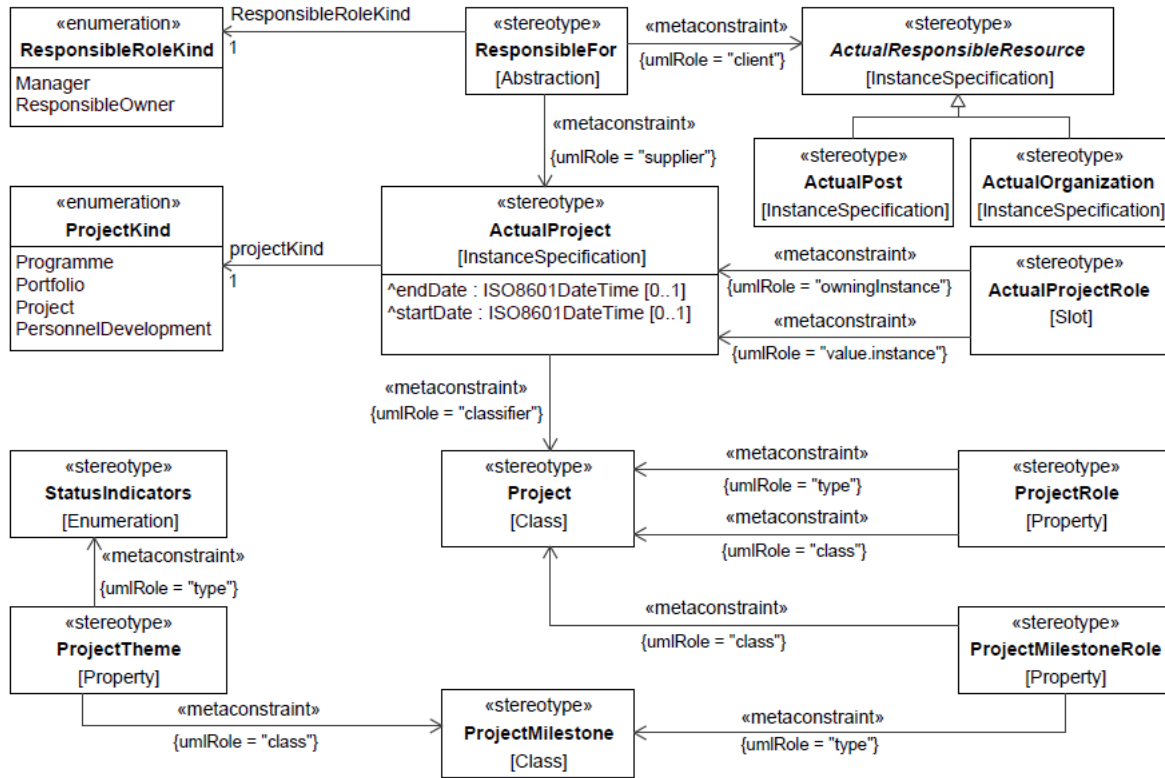 «enumeration»
ResponsibleRoleKind
Manager
ResponsibleOwner
ResponsibleRoleKind
1
«stereotype»
ResponsibleFor
[Abstraction]
«metaconstraint»
{umlRole = "client"}
«stereotype»
ActualResponsibleResource
[InstanceSpecification]
«metaconstraint»
{umlRole = "supplier"}
«stereotype»
ActualPost
[InstanceSpecification]
«stereotype»
ActualOrganization
[InstanceSpecification]
«enumeration»
ProjectKind
Programme
Portfolio
Project
PersonnelDevelopment
projectKind
1
«stereotype»
ActualProject
[InstanceSpecification]
^endDate : ISO8601DateTime [0..1]
^startDate : ISO8601DateTime [0..1]
«metaconstraint»
{umlRole = "owningInstance"}
{umlRole = "value.instance"}
«stereotype»
ActualProjectRole
[Slot]
«metaconstraint»
{umlRole = "classifier"}
«stereotype»
StatusIndicators
[Enumeration]
«stereotype»
Project
[Class]
«metaconstraint»
{umlRole = "type"}
«metaconstraint»
{umlRole = "class"}
«stereotype»
ProjectRole
[Property]
«metaconstraint»
{umlRole = "type"}
«stereotype»
ProjectTheme
[Property]
«metaconstraint»
{umlRole = "class"}
«stereotype»
ProjectMilestoneRole
[Property]
«metaconstraint»
{umlRole = "class"}
«stereotype»
ProjectMilestone
[Class]
«metaconstraint»
{umlRole = "type"}